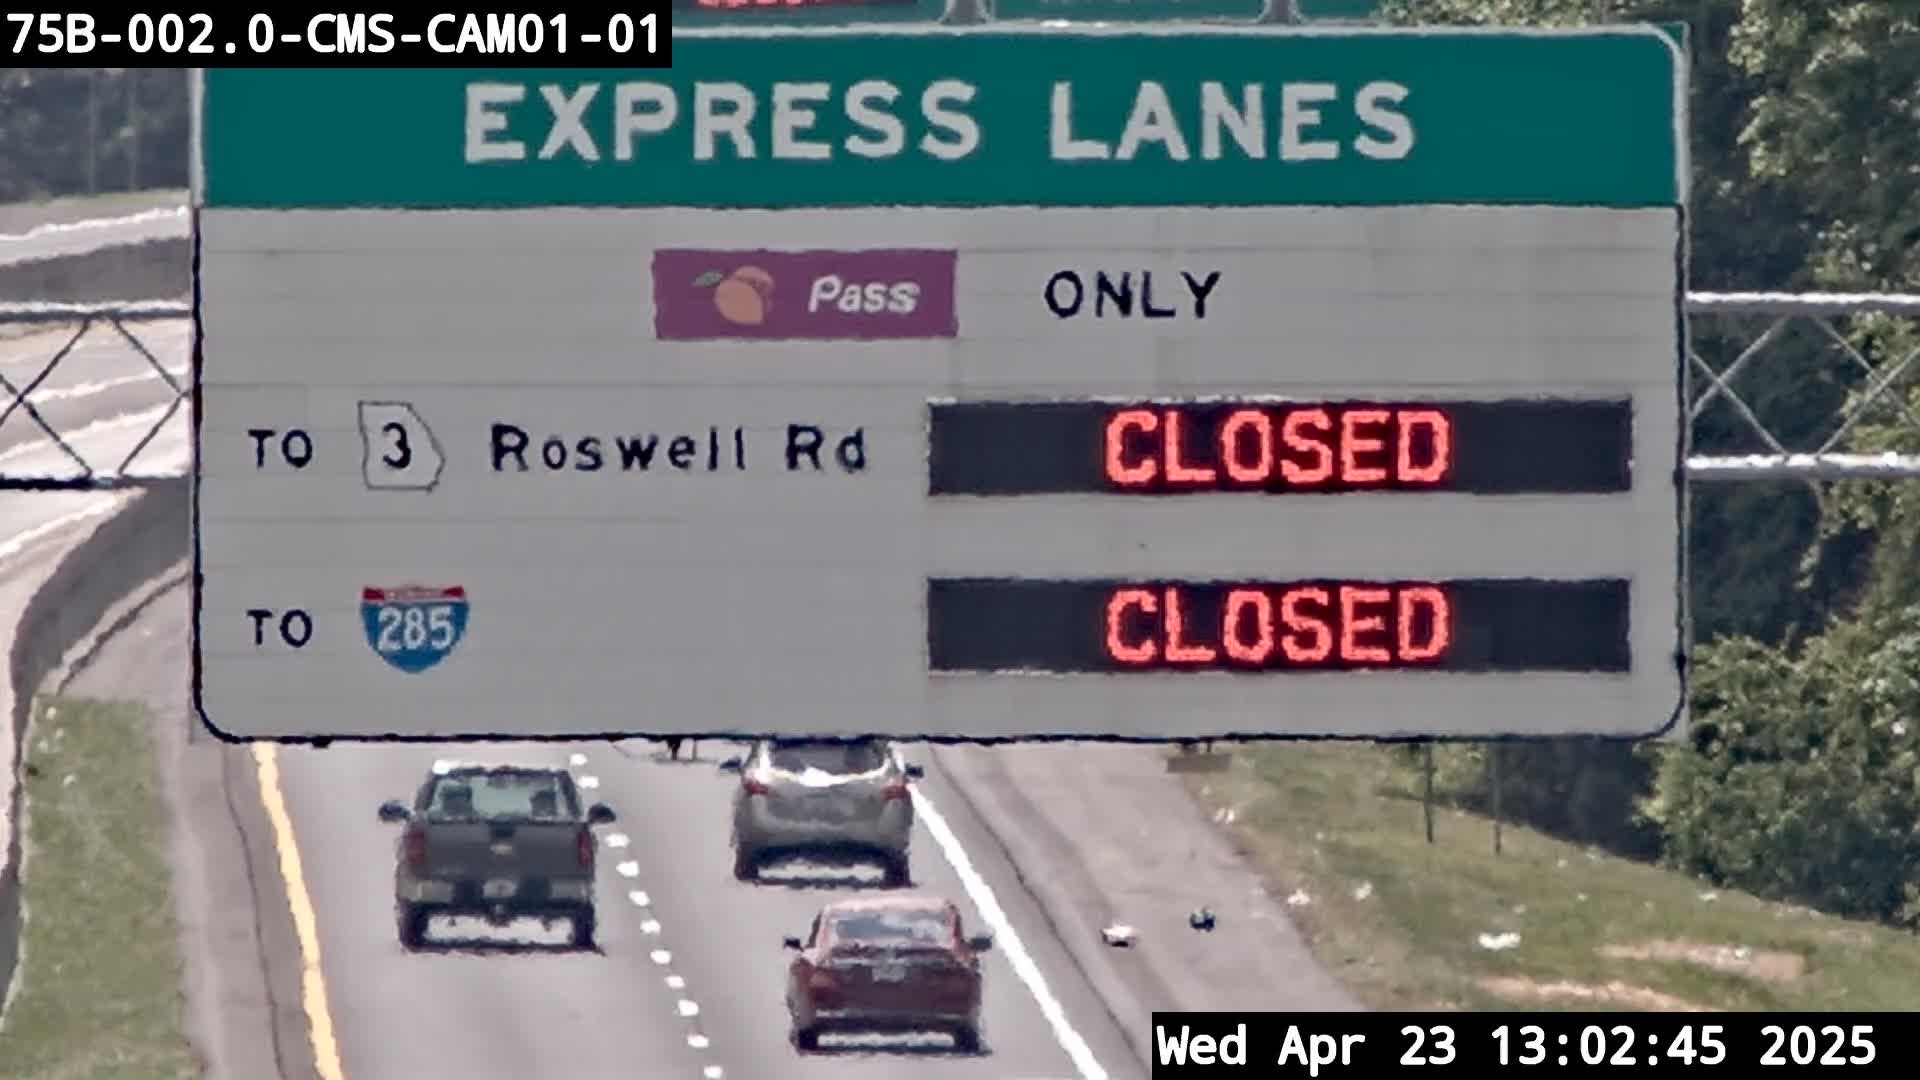 75B-002.0-CMS-CAM01-01
EXPRESS LANES
Pass ONLY
TO 3 Roswell Rd CLOSED
TO 285 CLOSED
Wed Apr 23 13:02:45 2025